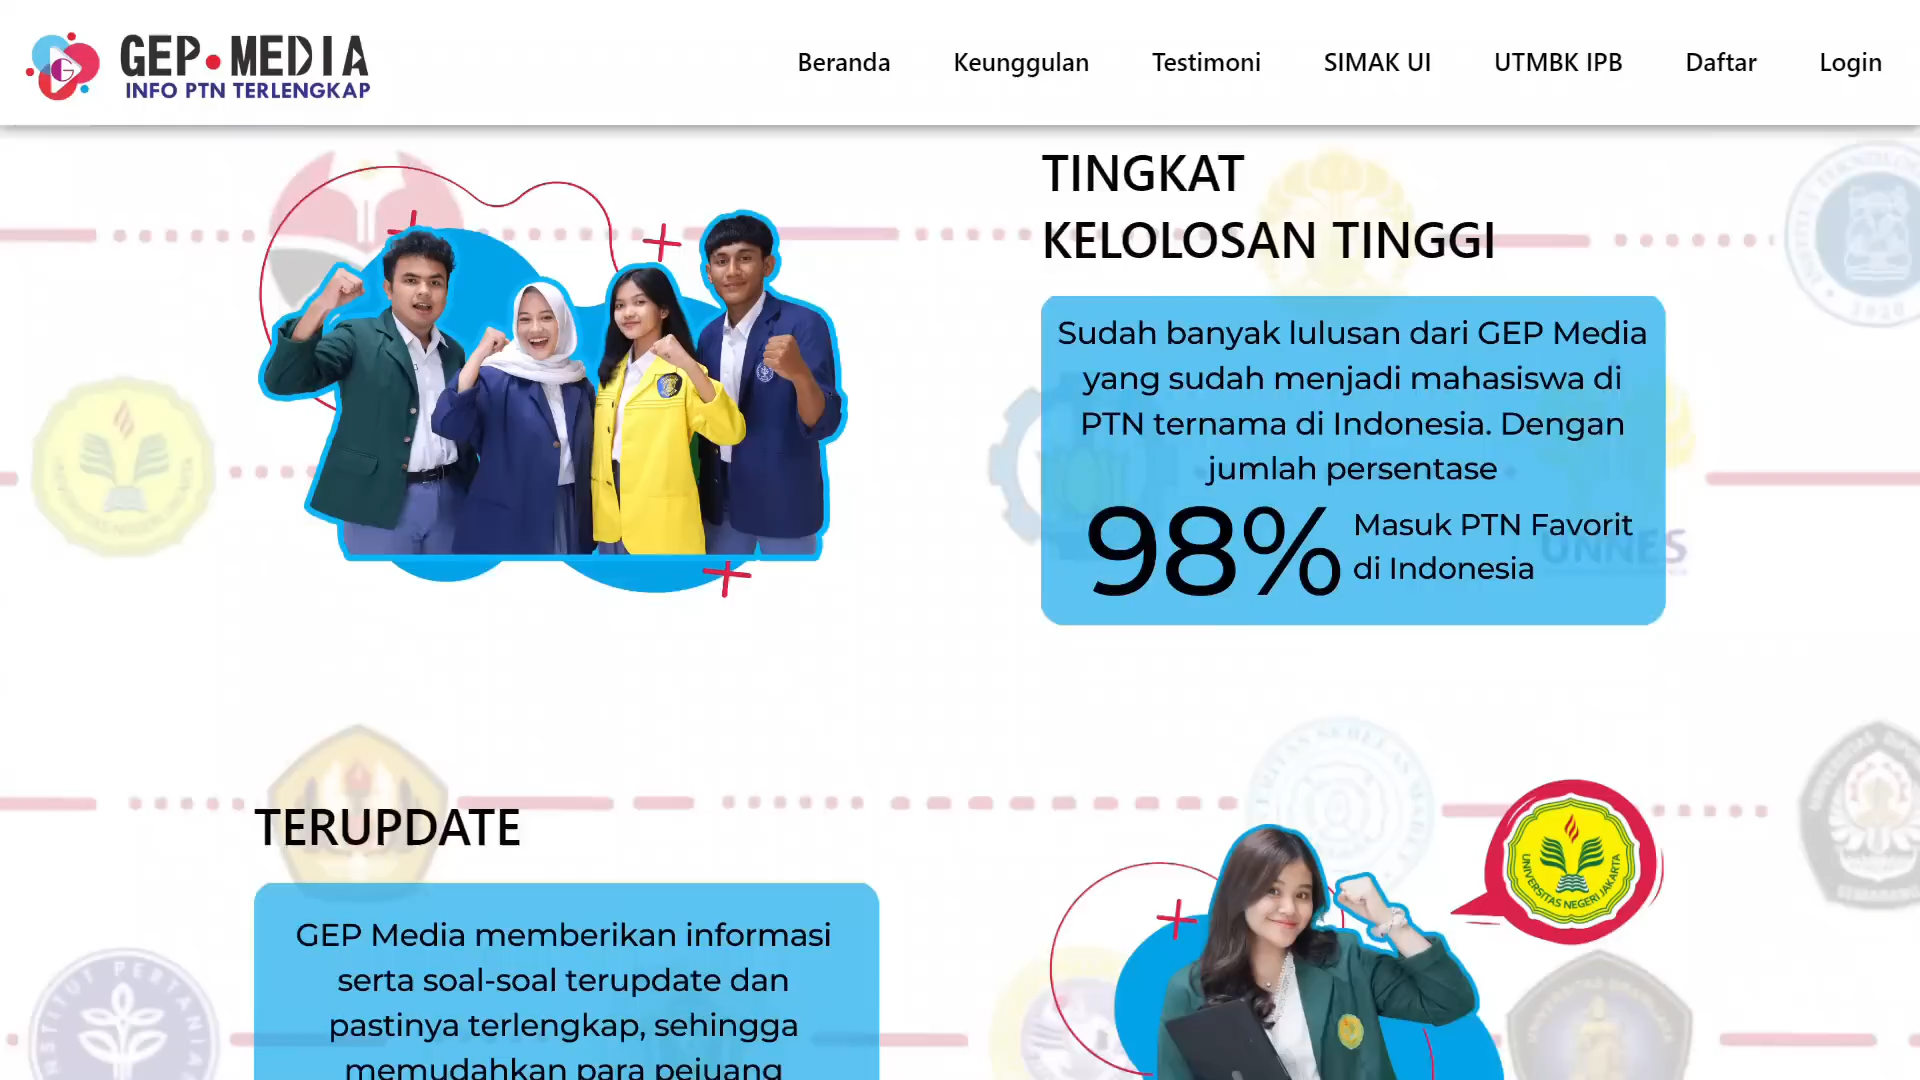 GEP•MEDIA
INFO PTN TERLENGKAP
Beranda
Keunggulan
Testimoni
SIMAK UI
UTMBK IPB
Daftar
Login
TINGKAT
KELOLOSAN TINGGI
Sudah banyak lulusan dari GEP Media
yang sudah menjadi mahasiswa di
PTN ternama di Indonesia. Dengan
jumlah persentase
98%
Masuk PTN Favorit
di Indonesia
UNNES
TERUPDATE
GEP Media memberikan informasi
serta soal-soal terupdate dan
pastinya terlengkap, sehingga
memudahkan para pejuang
UNIVERSITAS NEGERI JAKARTA